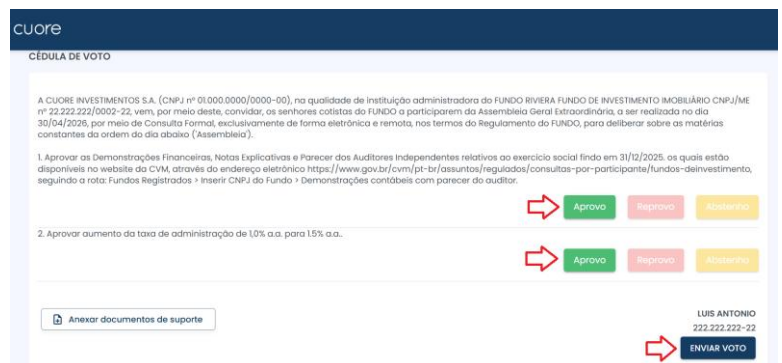 cuore
CÉDULA DE VOTO
A CUORE INVESTIMENTOS S.A. (CNPJ nº 01.000.0000/0000-00), na qualidade de instituição administradora do FUNDO RIVIERA FUNDO DE INVESTIMENTO IMOBILIÁRIO CNPJ/ME
nº 22.222.222/0002-22, vem, por meio deste, convidar, os senhores cotistas do FUNDO a participarem da Assembleia Geral Extraordinária, a ser realizada no dia
30/04/2026, por meio de Consulta Formal, exclusivamente de forma eletrônica e remota, nos termos do Regulamento do FUNDO, para deliberar sobre as matérias
constantes da ordem do dia abaixo ('Assembleia').
1. Aprovar as Demonstrações Financeiras, Notas Explicativas e Parecer dos Auditores Independentes relativos ao exercício social findo em 31/12/2025. os quais estão
disponíveis no website da CVM, através do endereço eletrônico https://www.gov.br/cvm/pt-br/assuntos/regulados/consultas-por-participante/fundos-deinvestimento,
seguindo a rota: Fundos Registrados > Inserir CNPJ do Fundo > Demonstrações contábeis com parecer do auditor.
Aprovo Reprovo Abstenho
2. Aprovar aumento da taxa de administração de 1,0% a.a. para 1.5% a.a..
Aprovo Reprovo Abstenho
Anexar documentos de suporte
LUIS ANTONIO
222.222.222-22
ENVIAR VOTO